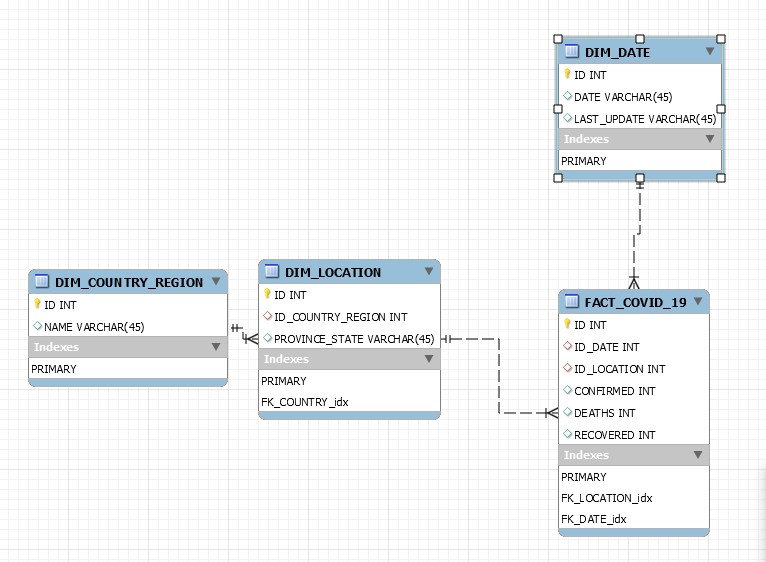 DIM_DATE
ID INT
DATE VARCHAR(45)
LAST_UPDATE VARCHAR(45)
Indexes
PRIMARY
DIM_COUNTRY_REGION
ID INT
NAME VARCHAR(45)
Indexes
PRIMARY
DIM_LOCATION
ID INT
ID_COUNTRY_REGION INT
PROVINCE_STATE VARCHAR(45)
Indexes
PRIMARY
FK_COUNTRY_idx
FACT_COVID_19
ID INT
ID_DATE INT
ID_LOCATION INT
CONFIRMED INT
DEATHS INT
RECOVERED INT
Indexes
PRIMARY
FK_LOCATION_idx
FK_DATE_idx